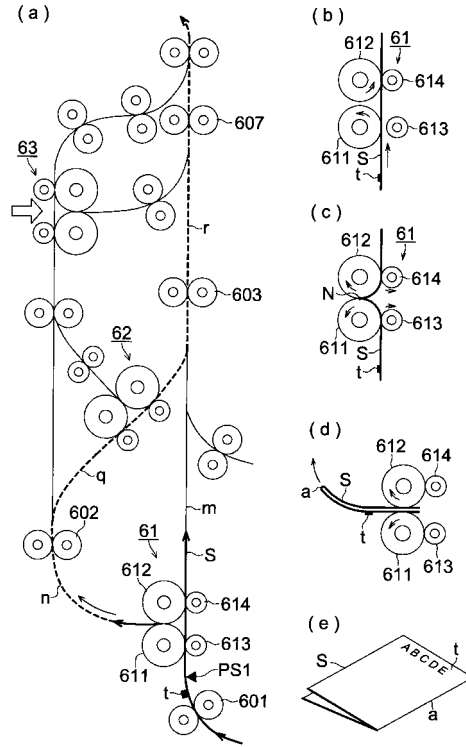 (a)
63
607
r
603
62
q
m
602
61
S
n
612
614
611
613
PS1
t
601
(b)
612
61
614
611
613
S
t
(c)
612
61
614
N
611
613
S
t
(d)
612
614
a
S
t
611
613
(e)
S
ABCDE
t
a